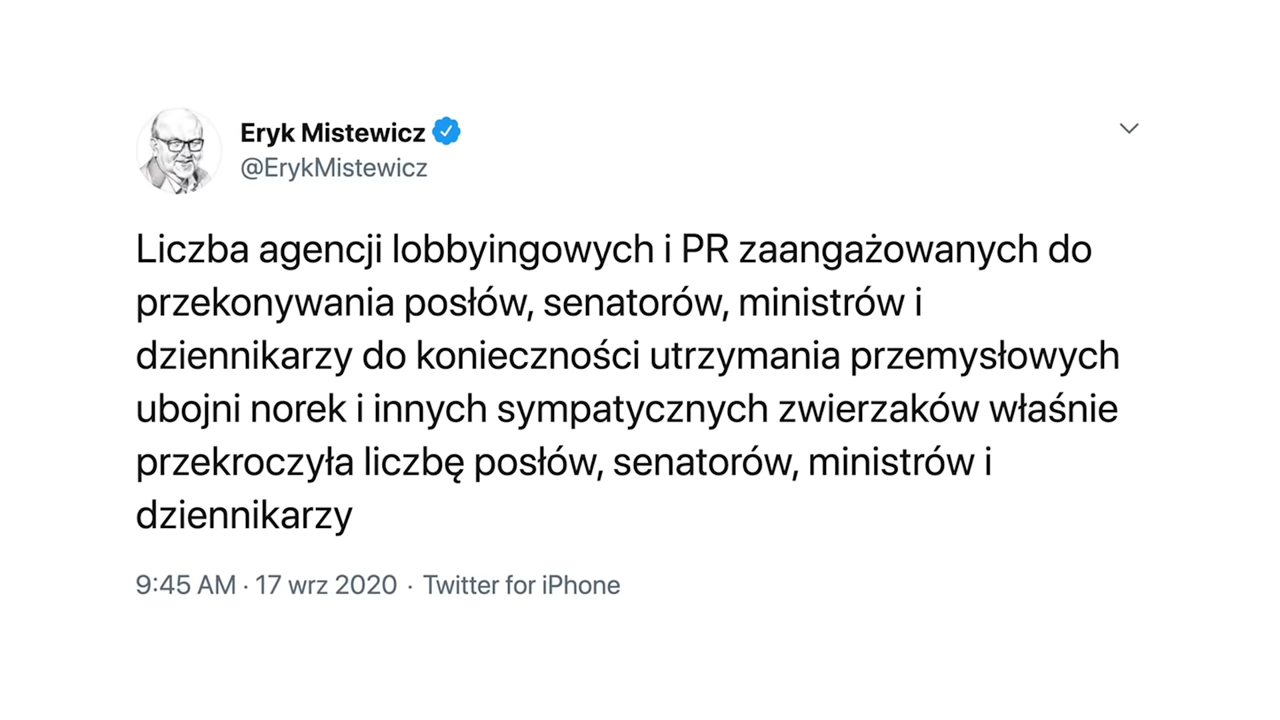 Eryk Mistewicz
@ErykMistewicz
Liczba agencji lobbyingowych i PR zaangażowanych do
przekonywania posłów, senatorów, ministrów i
dziennikarzy do konieczności utrzymania przemysłowych
ubojni norek i innych sympatycznych zwierzaków właśnie
przekroczyła liczbę posłów, senatorów, ministrów i
dziennikarzy
9:45 AM · 17 wrz 2020 · Twitter for iPhone